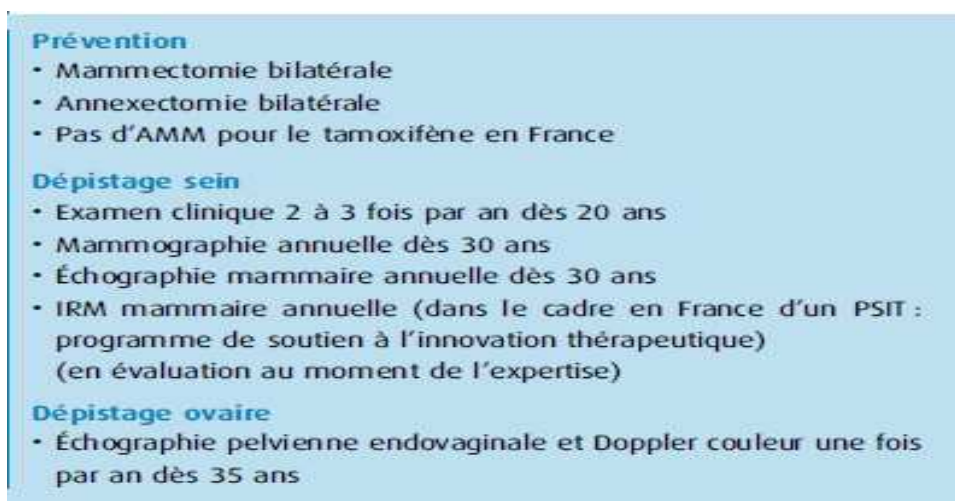 Prévention
• Mammectomie bilatérale
• Annexectomie bilatérale
• Pas d'AMM pour le tamoxifène en France
Dépistage sein
• Examen clinique 2 à 3 fois par an dès 20 ans
• Mammographie annuelle dès 30 ans
• Échographie mammaire annuelle dès 30 ans
• IRM mammaire annuelle (dans le cadre en France d'un PSIT :
programme de soutien à l'innovation thérapeutique)
(en évaluation au moment de l'expertise)
Dépistage ovaire
• Échographie pelvienne endovaginale et Doppler couleur une fois
par an dès 35 ans